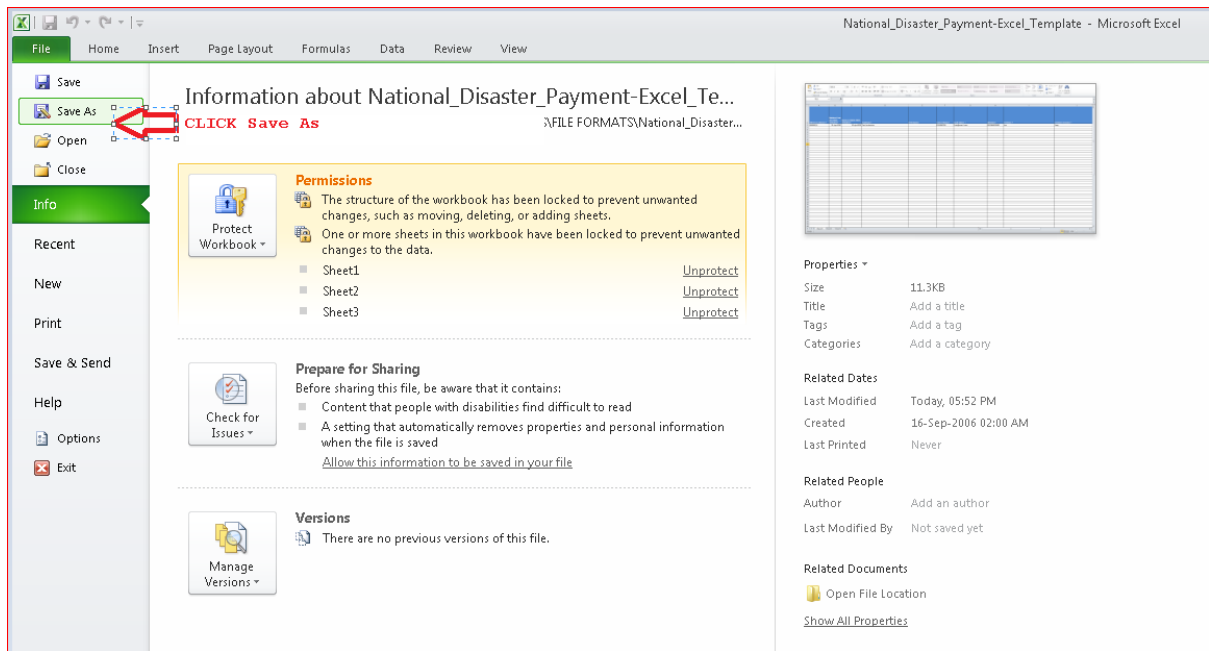 National_Disaster_Payment-Excel_Template - Microsoft Excel
File Home Insert Page Layout Formulas Data Review View
Save
Save As
Open
Close
Info
Recent
New
Print
Save & Send
Help
Options
Exit
Information about National_Disaster_Payment-Excel_Te...
CLICK Save As
\FILE FORMATS\National_Disaster...
Protect
Workbook
Permissions
The structure of the workbook has been locked to prevent unwanted
changes, such as moving, deleting, or adding sheets.
One or more sheets in this workbook have been locked to prevent unwanted
changes to the data.
Sheet1 Unprotect
Sheet2 Unprotect
Sheet3 Unprotect
Check for
Issues
Prepare for Sharing
Before sharing this file, be aware that it contains:
Content that people with disabilities find difficult to read
A setting that automatically removes properties and personal information
when the file is saved
Allow this information to be saved in your file
Manage
Versions
Versions
There are no previous versions of this file.
Properties
Size 11.3KB
Title Add a title
Tags Add a tag
Categories Add a category
Related Dates
Last Modified Today, 05:52 PM
Created 16-Sep-2006 02:00 AM
Last Printed Never
Related People
Author Add an author
Last Modified By Not saved yet
Related Documents
Open File Location
Show All Properties